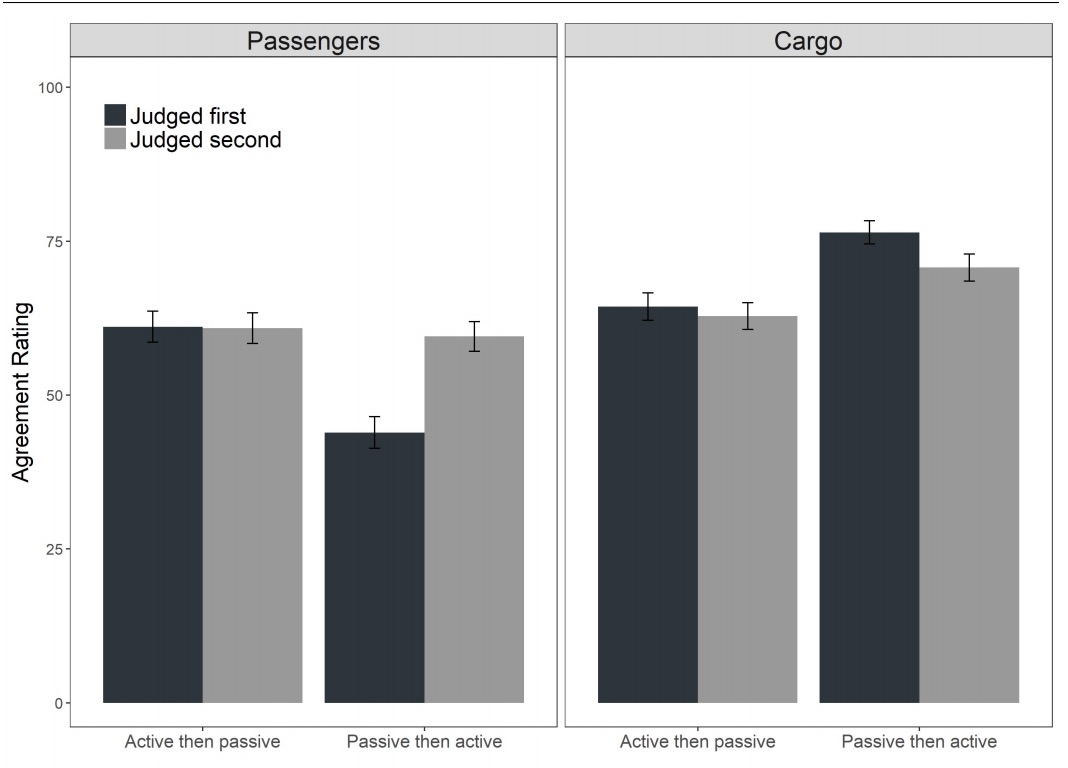 Passengers
Cargo
100
75
50
25
0
Agreement Rating
Judged first
Judged second
Active then passive
Passive then active
Active then passive
Passive then active